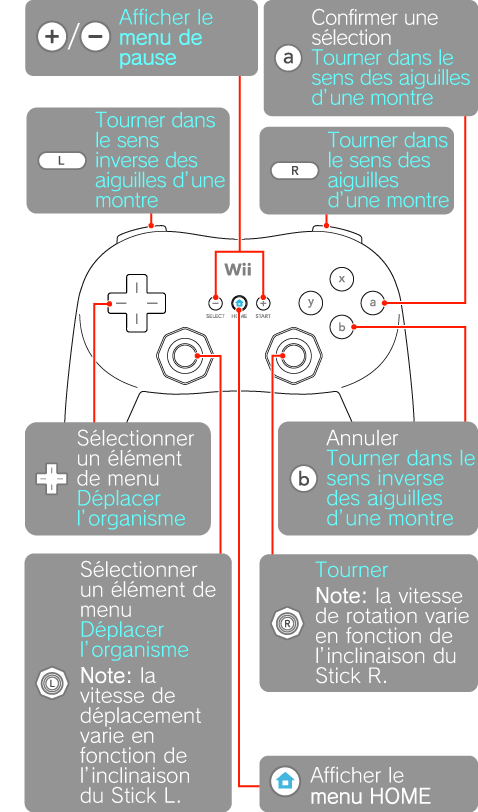 +/−
Afficher le
menu de
pause
a
Confirmer une
sélection
Tourner dans le
sens des aiguilles
d'une montre
L
Tourner dans
le sens
inverse des
aiguilles d'une
montre
R
Tourner dans
le sens des
aiguilles
d'une montre
Wii
SELECT HOME START
x
y
a
b
Sélectionner
un élément
de menu
Déplacer
l'organisme
b
Annuler
Tourner dans le
sens inverse
des aiguilles
d'une montre
L
Sélectionner
un élément de
menu
Déplacer
l'organisme
Note: la
vitesse de
déplacement
varie en
fonction de
l'inclinaison
du Stick L.
R
Tourner
Note: la vitesse
de rotation varie
en fonction de
l'inclinaison du
Stick R.
Afficher le
menu HOME